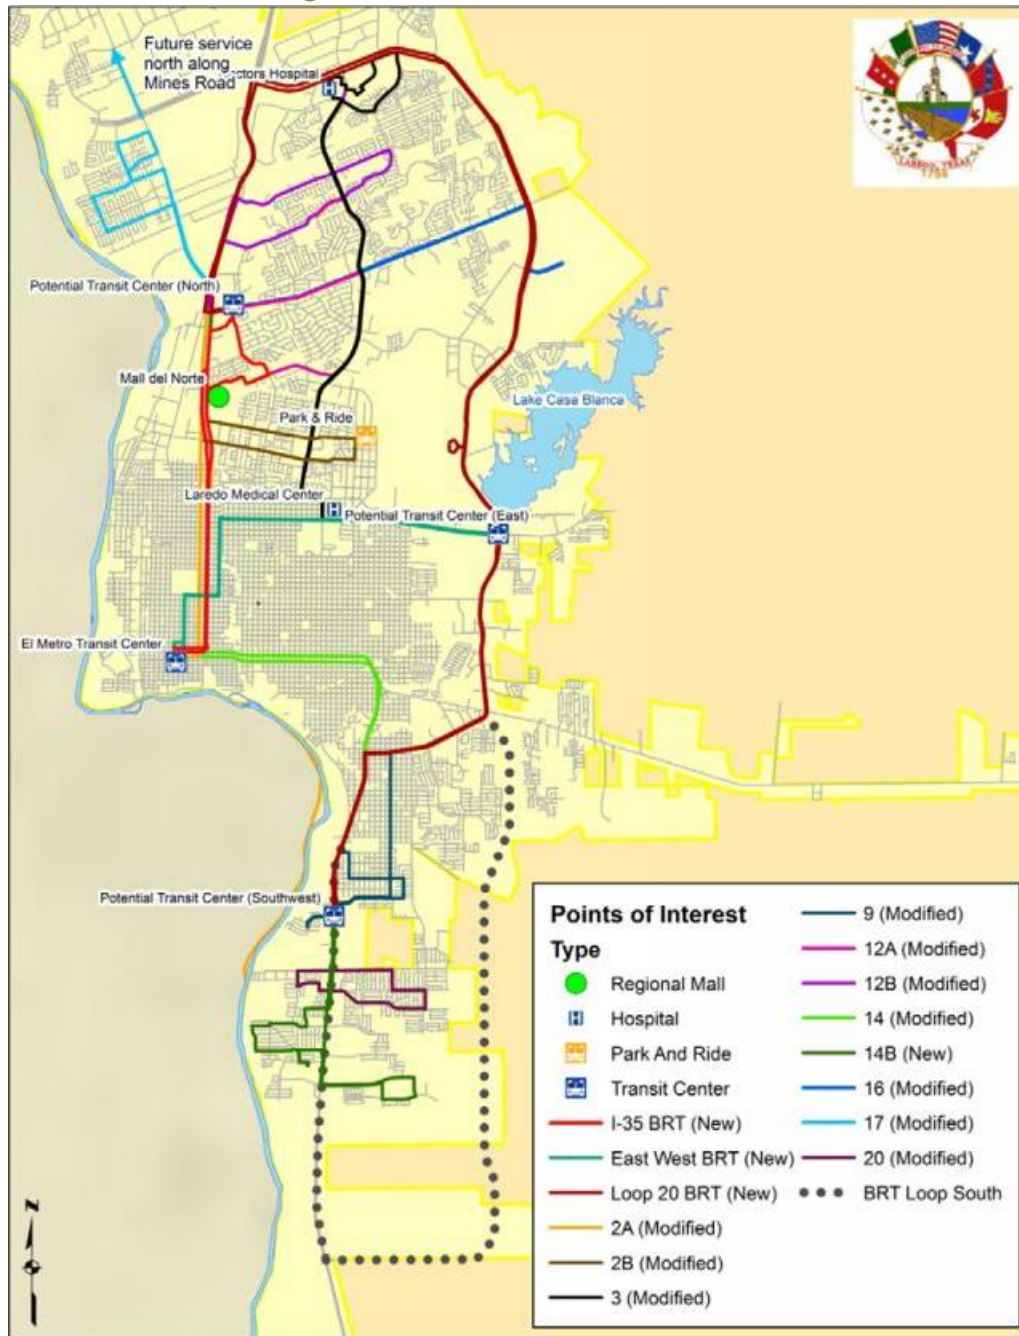 Future service
north along
Mines Road
ctors Hospital
LAREDO, TEXAS
1755
Potential Transit Center (North)
Mall del Norte
Lake Casa Blanca
Park & Ride
Laredo Medical Center
Potential Transit Center (East)
El Metro Transit Center
Potential Transit Center (Southwest)
Points of Interest
Type
Regional Mall
Hospital
Park And Ride
Transit Center
I-35 BRT (New)
East West BRT (New)
Loop 20 BRT (New)
2A (Modified)
2B (Modified)
3 (Modified)
9 (Modified)
12A (Modified)
12B (Modified)
14 (Modified)
14B (New)
16 (Modified)
17 (Modified)
20 (Modified)
BRT Loop South
N